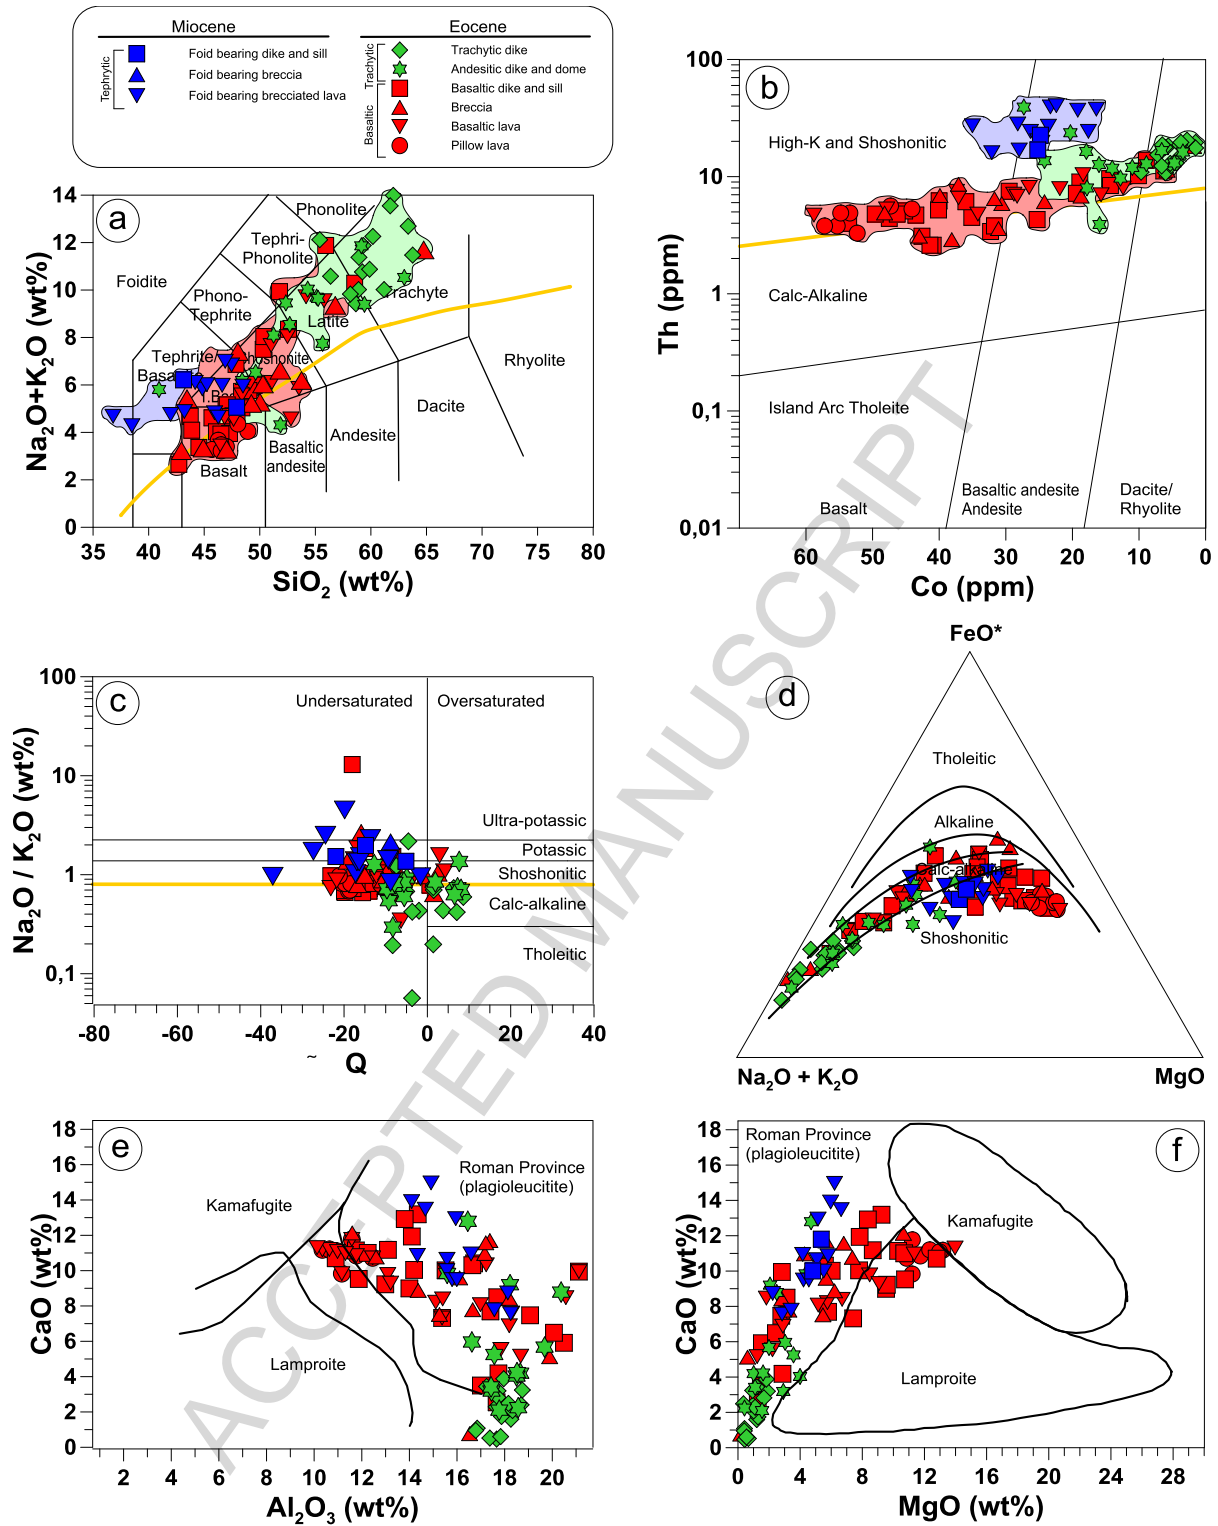 Miocene
Tephrytic
Foid bearing dike and sill
Foid bearing breccia
Foid bearing brecciated lava
Eocene
Trachytic
Trachytic dike
Andesitic dike and dome
Basaltic
Basaltic dike and sill
Breccia
Basaltic lava
Pillow lava
a
Na2O+K2O (wt%)
14
12
10
8
6
4
2
0
35 40 45 50 55 60 65 70 75 80
SiO2 (wt%)
Foidite
Phonolite
Tephri-
Phonolite
Phono-
Tephrite
Tephrite/
Trachyte
Latite
Shoshonite
Basalt
Basaltic
andesite
Andesite
Dacite
Rhyolite
b
Th (ppm)
100
10
1
0,1
0,01
60 50 40 30 20 10 0
Co (ppm)
High-K and Shoshonitic
Calc-Alkaline
Island Arc Tholeite
Basalt
Basaltic andesite
Andesite
Dacite/
Rhyolite
c
Na2O / K2O (wt%)
100
10
1
0,1
-80 -60 -40 -20 0 20 40
~ Q
Undersaturated
Oversaturated
Ultra-potassic
Potassic
Shoshonitic
Calc-alkaline
Tholeitic
d
FeO*
Tholeitic
Alkaline
Calc-alkaline
Shoshonitic
Na2O + K2O
MgO
e
CaO (wt%)
18
16
14
12
10
8
6
4
2
0
2 4 6 8 10 12 14 16 18 20
Al2O3 (wt%)
Kamafugite
Roman Province
(plagioleucitite)
Lamproite
f
CaO (wt%)
18
16
14
12
10
8
6
4
2
0
0 4 8 12 16 20 24 28
MgO (wt%)
Roman Province
(plagioleucitite)
Kamafugite
Lamproite
ACCEPTED MANUSCRIPT